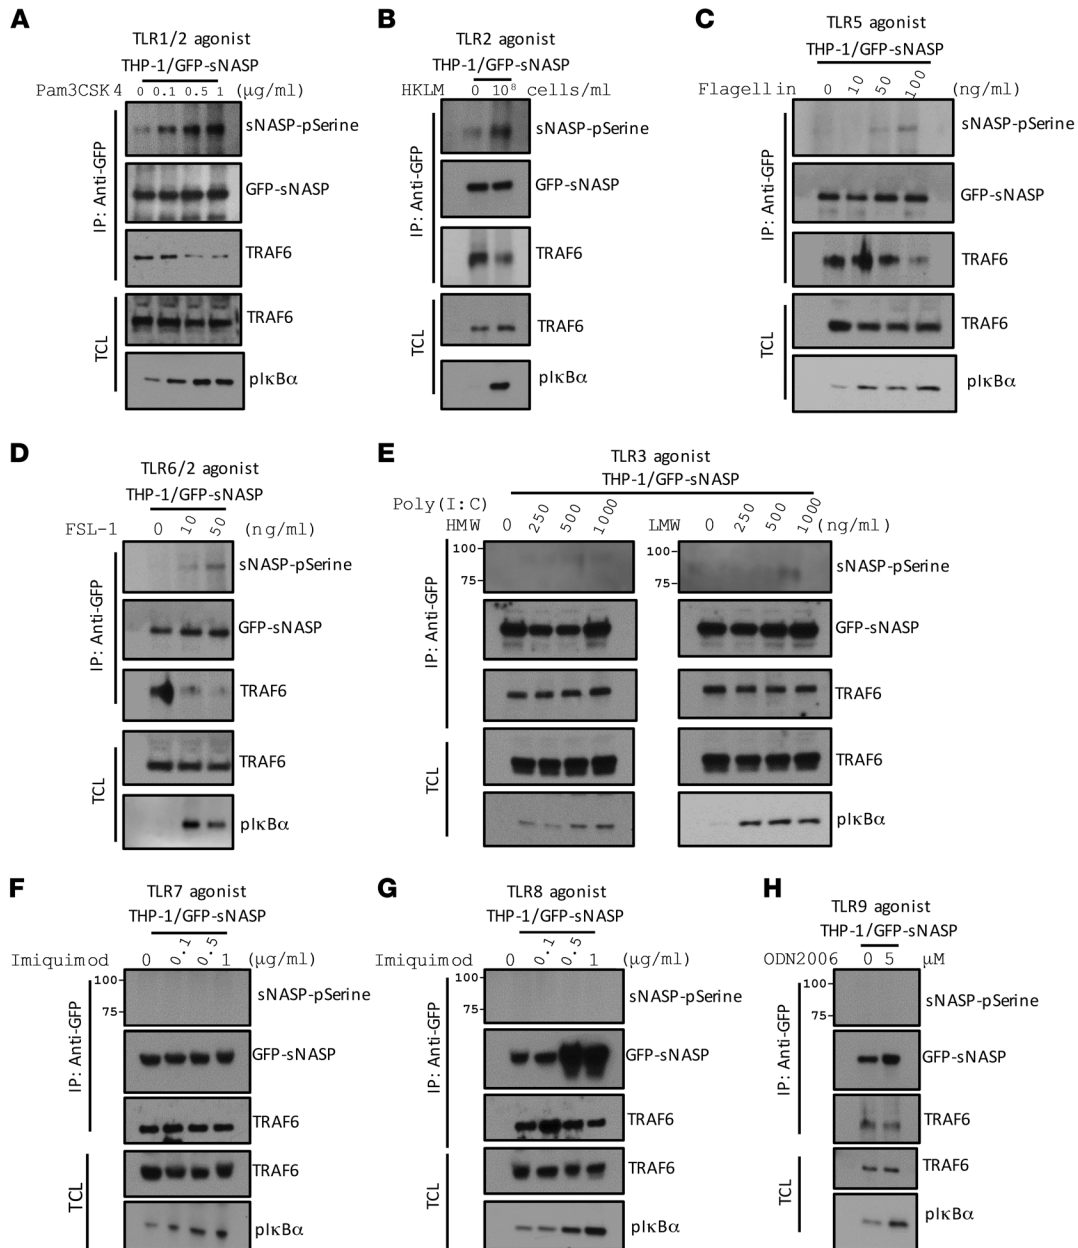 A
TLR1/2 agonist
THP-1/GFP-sNASP
Pam3CSK4 0 0.1 0.5 1 (µg/ml)
IP: Anti-GFP
sNASP-pSerine
GFP-sNASP
TRAF6
TCL
TRAF6
pIκBα
B
TLR2 agonist
THP-1/GFP-sNASP
HKLM 0 10⁸ cells/ml
IP: Anti-GFP
sNASP-pSerine
GFP-sNASP
TRAF6
TCL
TRAF6
pIκBα
C
TLR5 agonist
THP-1/GFP-sNASP
Flagellin 0 10 50 100 (ng/ml)
IP: Anti-GFP
sNASP-pSerine
GFP-sNASP
TRAF6
TCL
TRAF6
pIκBα
D
TLR6/2 agonist
THP-1/GFP-sNASP
FSL-1 0 10 50 (ng/ml)
IP: Anti-GFP
sNASP-pSerine
GFP-sNASP
TRAF6
TCL
TRAF6
pIκBα
E
TLR3 agonist
THP-1/GFP-sNASP
Poly(I:C)
HMW 0 250 500 1000 LMW 0 250 500 1000 (ng/ml)
IP: Anti-GFP
100 100
75 75
sNASP-pSerine
GFP-sNASP
TRAF6
TCL
TRAF6
pIκBα
F
TLR7 agonist
THP-1/GFP-sNASP
Imiquimod 0 0.1 0.5 1 (µg/ml)
IP: Anti-GFP
100
75
sNASP-pSerine
GFP-sNASP
TRAF6
TCL
TRAF6
pIκBα
G
TLR8 agonist
THP-1/GFP-sNASP
Imiquimod 0 0.1 0.5 1 (µg/ml)
IP: Anti-GFP
100
75
sNASP-pSerine
GFP-sNASP
TRAF6
TCL
TRAF6
pIκBα
H
TLR9 agonist
THP-1/GFP-sNASP
ODN2006 0 5 µM
IP: Anti-GFP
100
75
sNASP-pSerine
GFP-sNASP
TRAF6
TCL
TRAF6
pIκBα